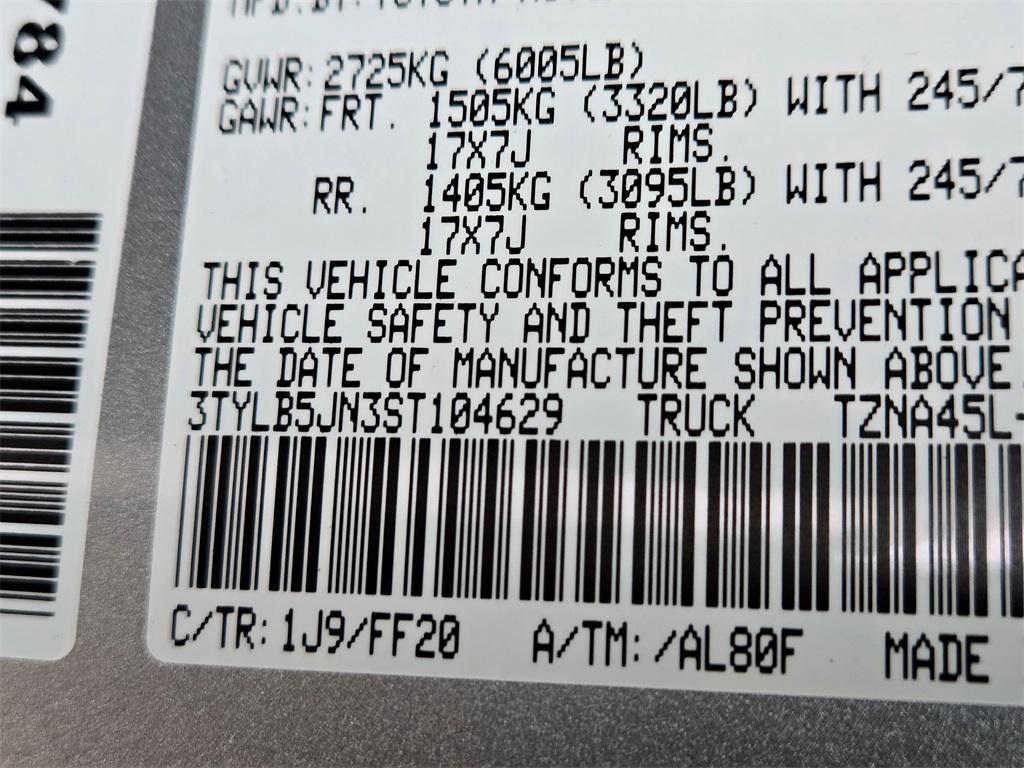 784
GVWR: 2725KG (6005LB)
GAWR: FRT. 1505KG (3320LB) WITH 245/7
17X7J RIMS.
RR. 1405KG (3095LB) WITH 245/7
17X7J RIMS.
THIS VEHICLE CONFORMS TO ALL APPLICA
VEHICLE SAFETY AND THEFT PREVENTION
THE DATE OF MANUFACTURE SHOWN ABOVE.
3TYLB5JN3ST104629 TRUCK TZNA45L-
C/TR: 1J9/FF20 A/TM: /AL80F MADE